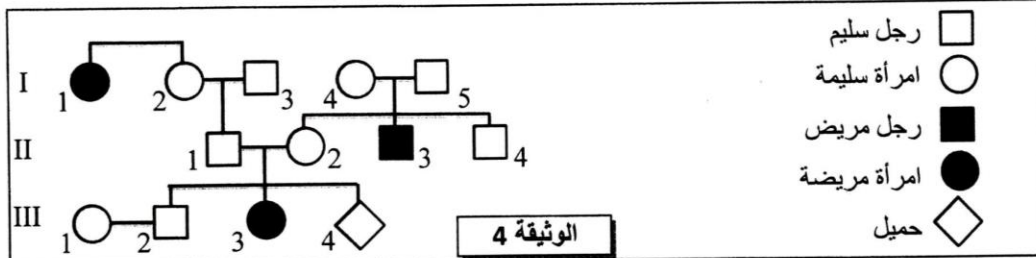 I 1 2 3 4 5
II 1 2 3 4
III 1 2 3 4
رجل سليم
امرأة سليمة
رجل مريض
امرأة مريضة
حميل
الوثيقة 4